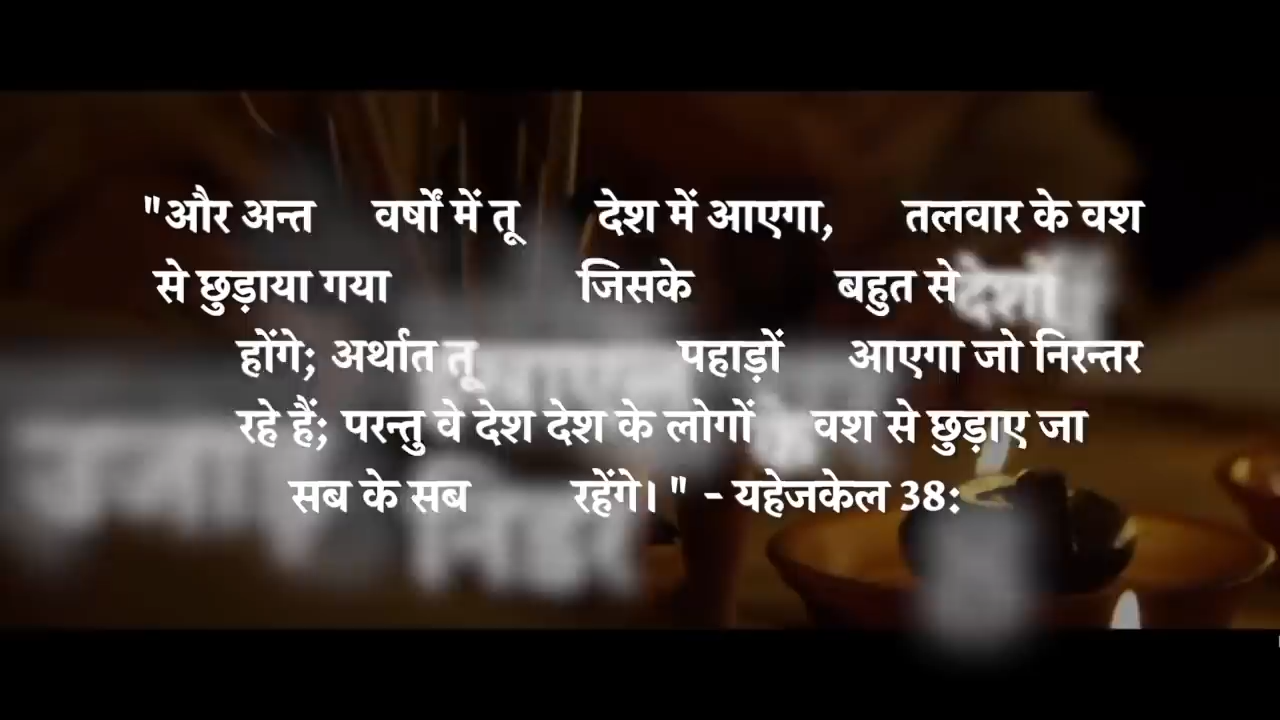 "और अन्त वर्षों में तू देश में आएगा, तलवार के वश
से छुड़ाया गया जिसके बहुत से देशों
होंगे; अर्थात तू पहाड़ों आएगा जो निरन्तर
रहे हैं; परन्तु वे देश देश के लोगों वश से छुड़ाए जा
सब के सब निडर रहेंगे।" - यहेजकेल 38: